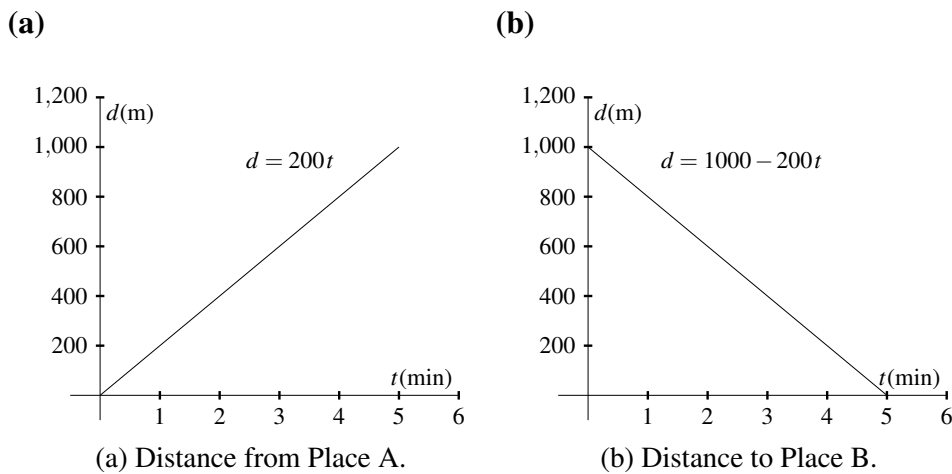 (a)
(b)
1,200
d(m)
1,000
d = 200t
800
600
400
200
t(min)
1 2 3 4 5 6
(a) Distance from Place A.
1,200
d(m)
1,000
d = 1000 − 200t
800
600
400
200
t(min)
1 2 3 4 5 6
(b) Distance to Place B.